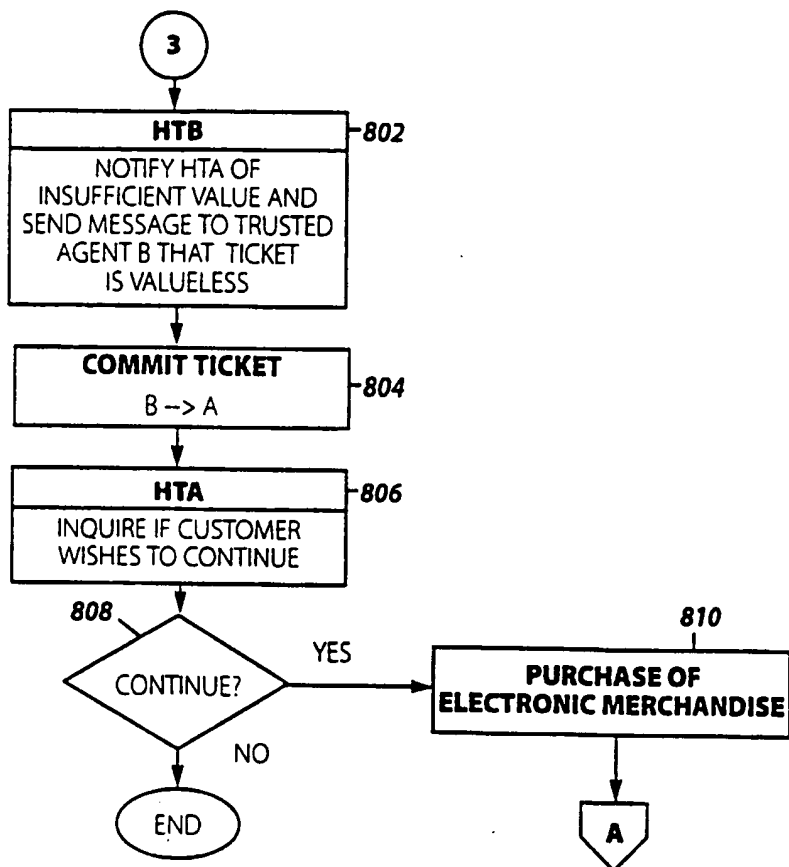 3
HTB
802
NOTIFY HTA OF
INSUFFICIENT VALUE AND
SEND MESSAGE TO TRUSTED
AGENT B THAT TICKET
IS VALUELESS
COMMIT TICKET
804
B --> A
HTA
806
INQUIRE IF CUSTOMER
WISHES TO CONTINUE
808
CONTINUE?
YES
NO
END
810
PURCHASE OF
ELECTRONIC MERCHANDISE
A